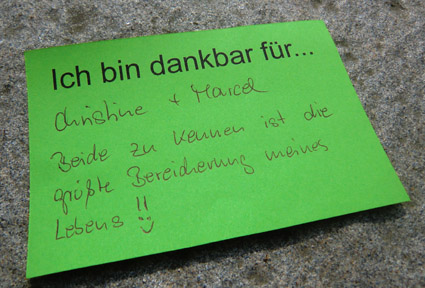 Ich bin dankbar für...
Christine + Marcel
Beide zu kennen ist die
größte Bereicherung meines
Lebens !!